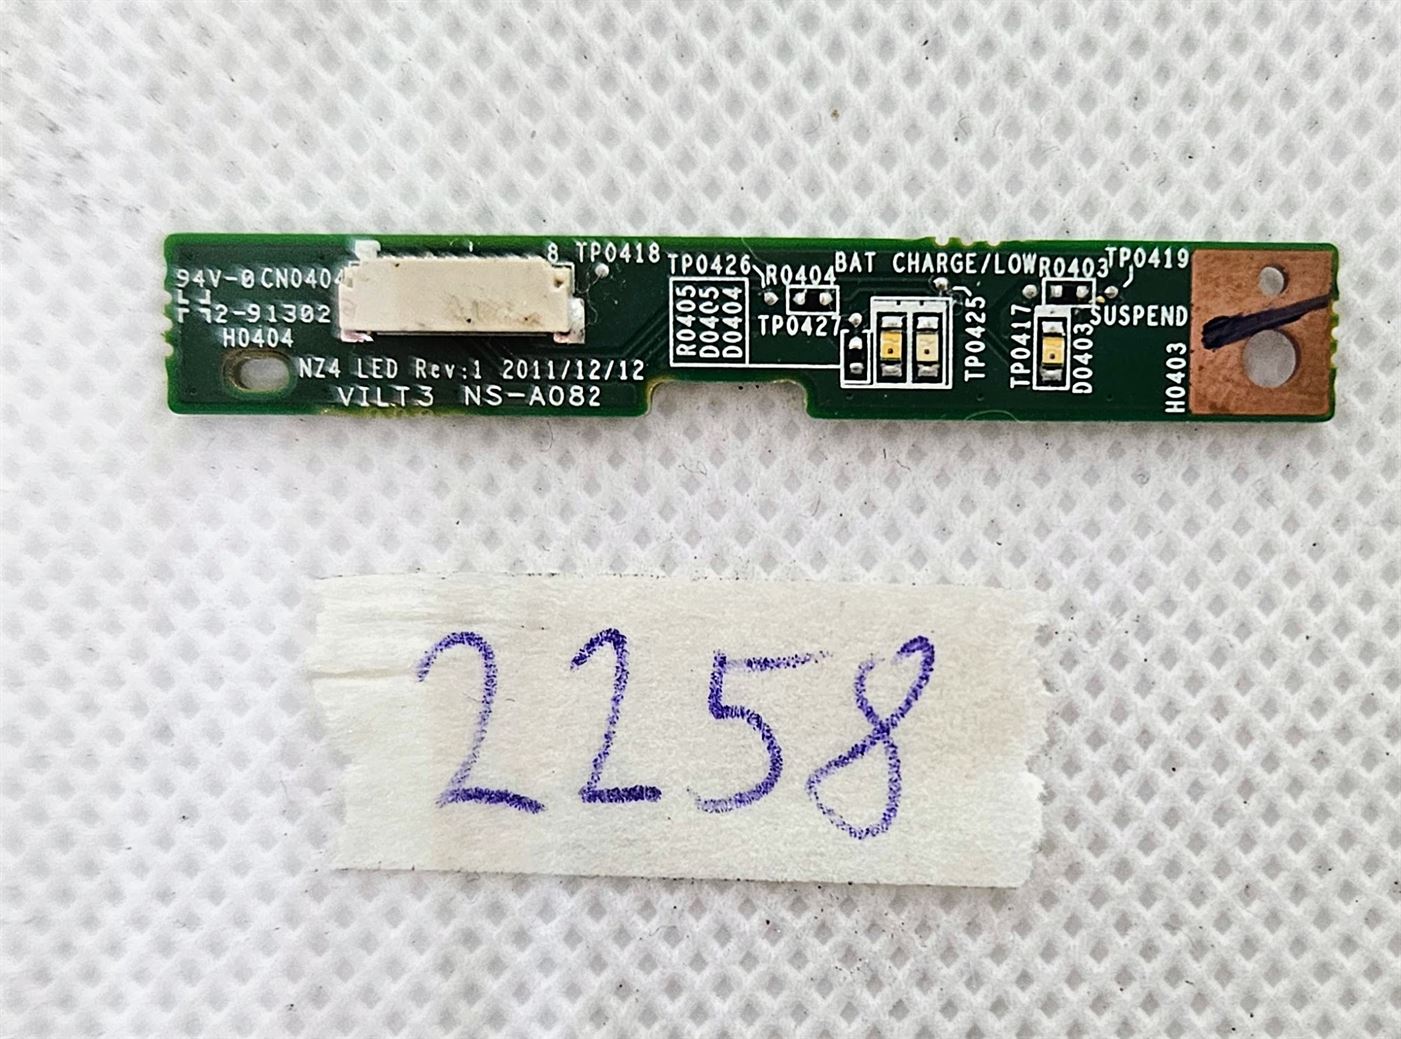 94V-0 CN0404
2-91302
H0404
8 TP0418
NZ4 LED Rev:1 2011/12/12
VILT3 NS-A082
TP0426
R0405
D0405
D0404
R0404
TP0427
BAT CHARGE/LOW
TP0425
R0403
TP0419
TP0417
D0403
SUSPEND
H0403
2258